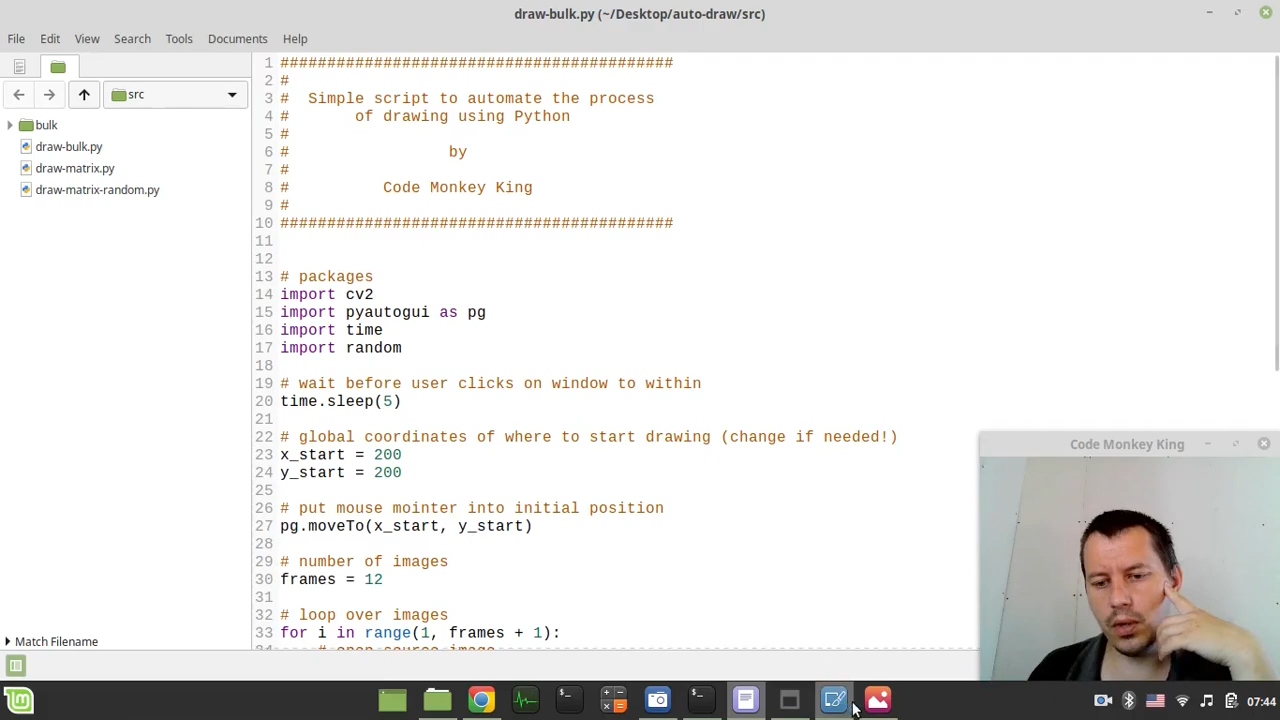 draw-bulk.py (~/Desktop/auto-draw/src)
File Edit View Search Tools Documents Help
src
bulk
draw-bulk.py
draw-matrix.py
draw-matrix-random.py
Match Filename
1 ##########################################
2 #
3 #  Simple script to automate the process
4 #       of drawing using Python
5 #
6 #                 by
7 #
8 #          Code Monkey King
9 #
10 ##########################################
11
12
13 # packages
14 import cv2
15 import pyautogui as pg
16 import time
17 import random
18
19 # wait before user clicks on window to within
20 time.sleep(5)
21
22 # global coordinates of where to start drawing (change if needed!)
23 x_start = 200
24 y_start = 200
25
26 # put mouse mointer into initial position
27 pg.moveTo(x_start, y_start)
28
29 # number of images
30 frames = 12
31
32 # loop over images
33 for i in range(1, frames + 1):
Code Monkey King
07:44